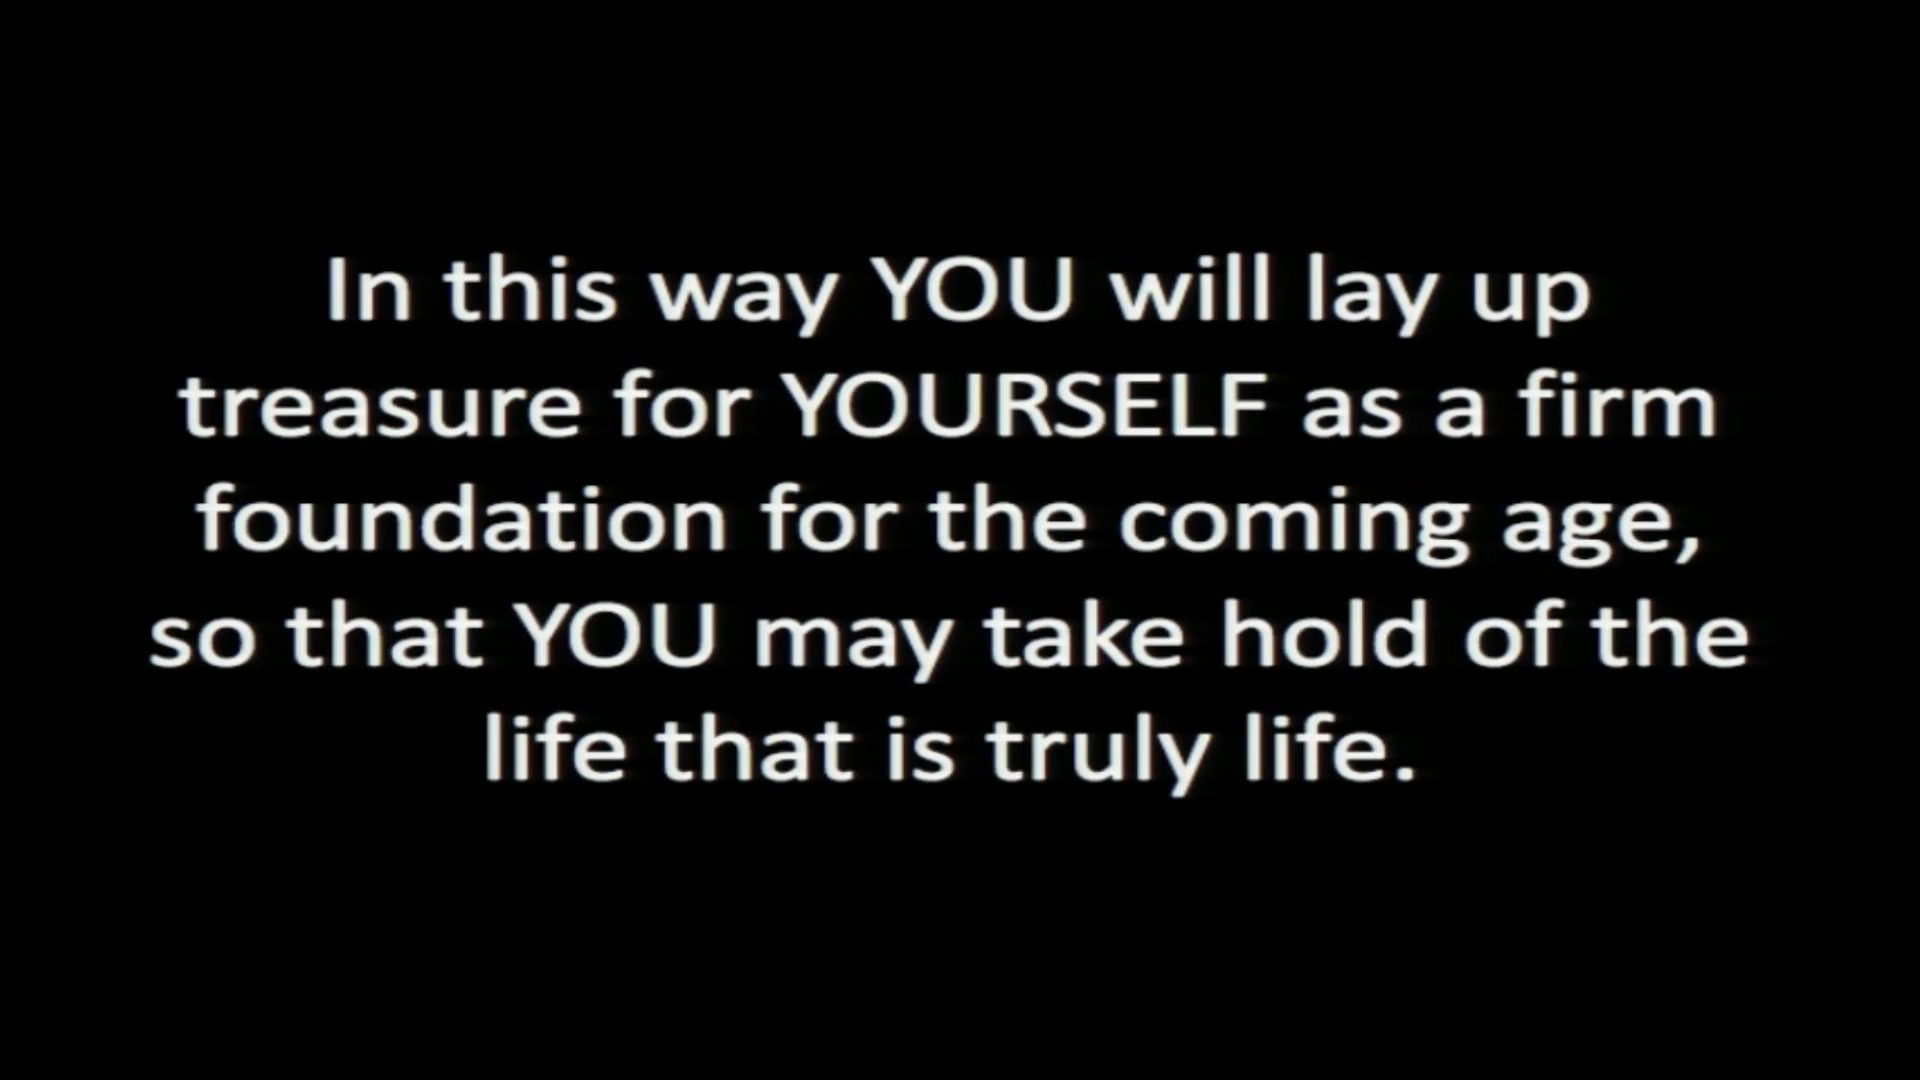 In this way YOU will lay up
treasure for YOURSELF as a firm
foundation for the coming age,
so that YOU may take hold of the
life that is truly life.